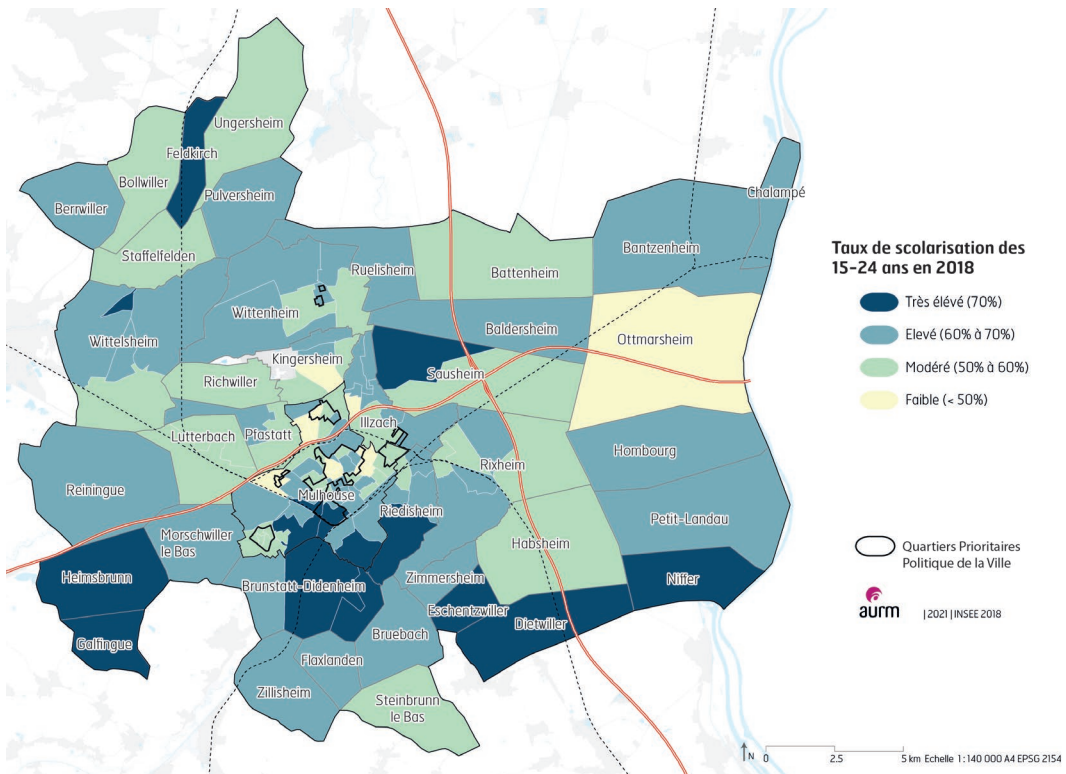 Ungersheim
Feldkirch
Bollwiller
Pulversheim
Berrwiller
Chalampé
Staffelfelden
Bantzenheim
Ruelisheim
Battenheim
Wittenheim
Wittelsheim
Baldersheim
Ottmarsheim
Kingersheim
Richwiller
Sausheim
Illzach
Lutterbach
Pfastatt
Hombourg
Rixheim
Reiningue
Mulhouse
Riedisheim
Petit-Landau
Morschwiller
le Bas
Habsheim
Heimsbrunn
Brunstatt-Didenheim
Zimmersheim
Niffer
Eschentzwiller
Dietwiller
Galfingue
Bruebach
Flaxlanden
Zillisheim
Steinbrunn
le Bas
Taux de scolarisation des
15-24 ans en 2018
Très élévé (70%)
Elevé (60% à 70%)
Modéré (50% à 60%)
Faible (< 50%)
Quartiers Prioritaires
Politique de la Ville
aurm | 2021 | INSEE 2018
N 0 2.5 5 km Echelle 1:140 000 A4 EPSG 2154